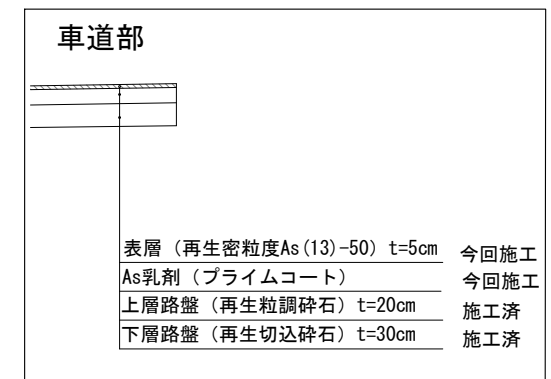 車道部
表層（再生密粒度As(13)-50）t=5cm 今回施工
As乳剤（プライムコート） 今回施工
上層路盤（再生粒調砕石）t=20cm 施工済
下層路盤（再生切込砕石）t=30cm 施工済